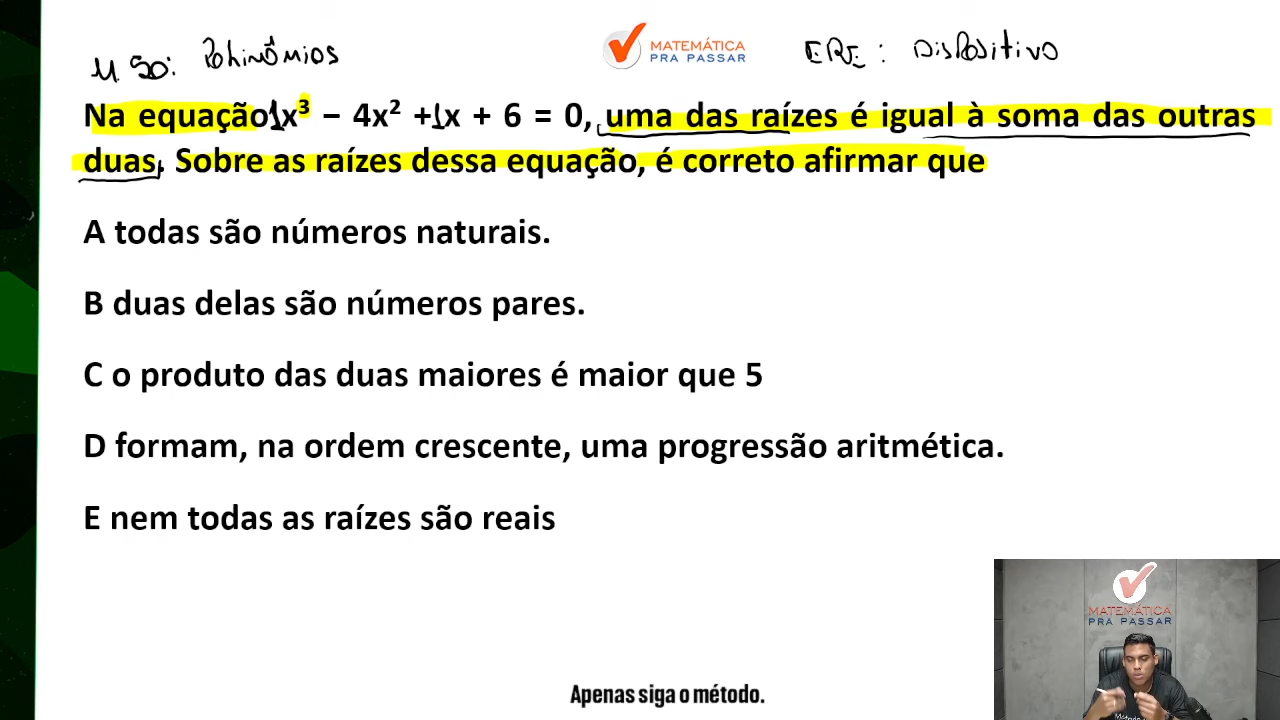 M. SO: Polinômios
MATEMÁTICA
PRA PASSAR
ERE: Dispositivo
Na equação 1x³ – 4x² + 1x + 6 = 0, uma das raízes é igual à soma das outras
duas. Sobre as raízes dessa equação, é correto afirmar que
A todas são números naturais.
B duas delas são números pares.
C o produto das duas maiores é maior que 5
D formam, na ordem crescente, uma progressão aritmética.
E nem todas as raízes são reais
MATEMÁTICA
PRA PASSAR
Apenas siga o método.